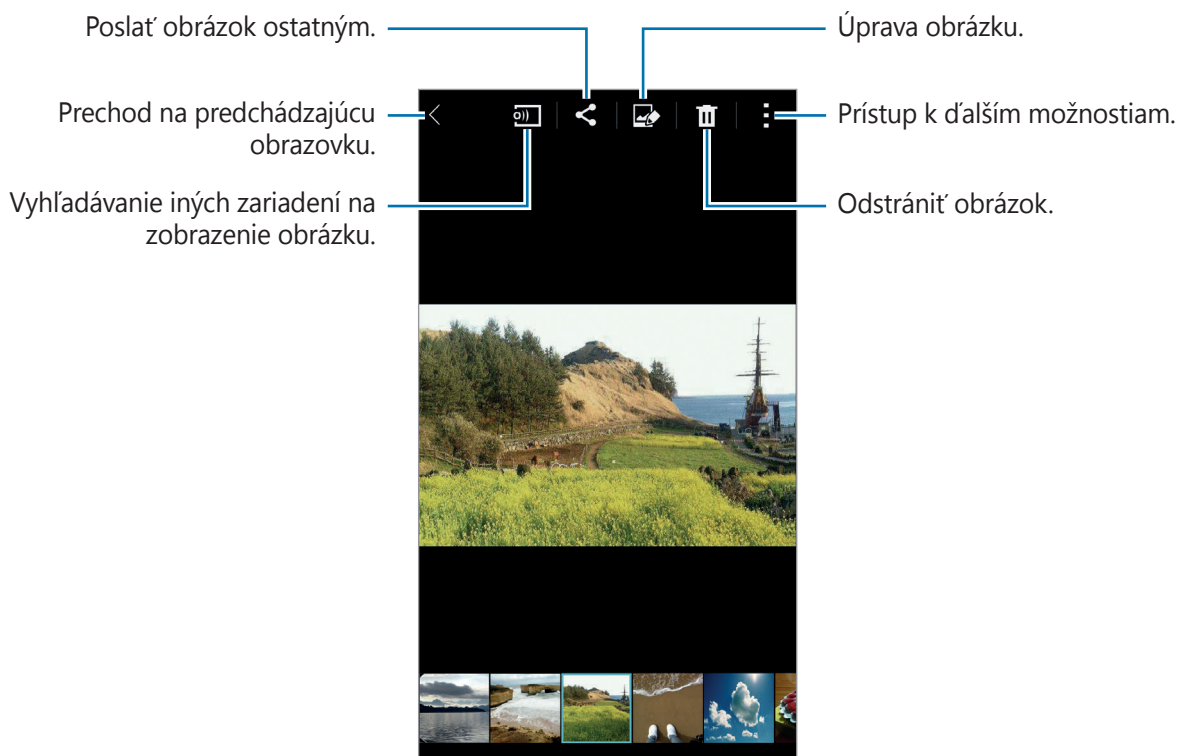 Poslať obrázok ostatným.
Úprava obrázku.
Prechod na predchádzajúcu
obrazovku.
Prístup k ďalším možnostiam.
Vyhľadávanie iných zariadení na
zobrazenie obrázku.
Odstrániť obrázok.